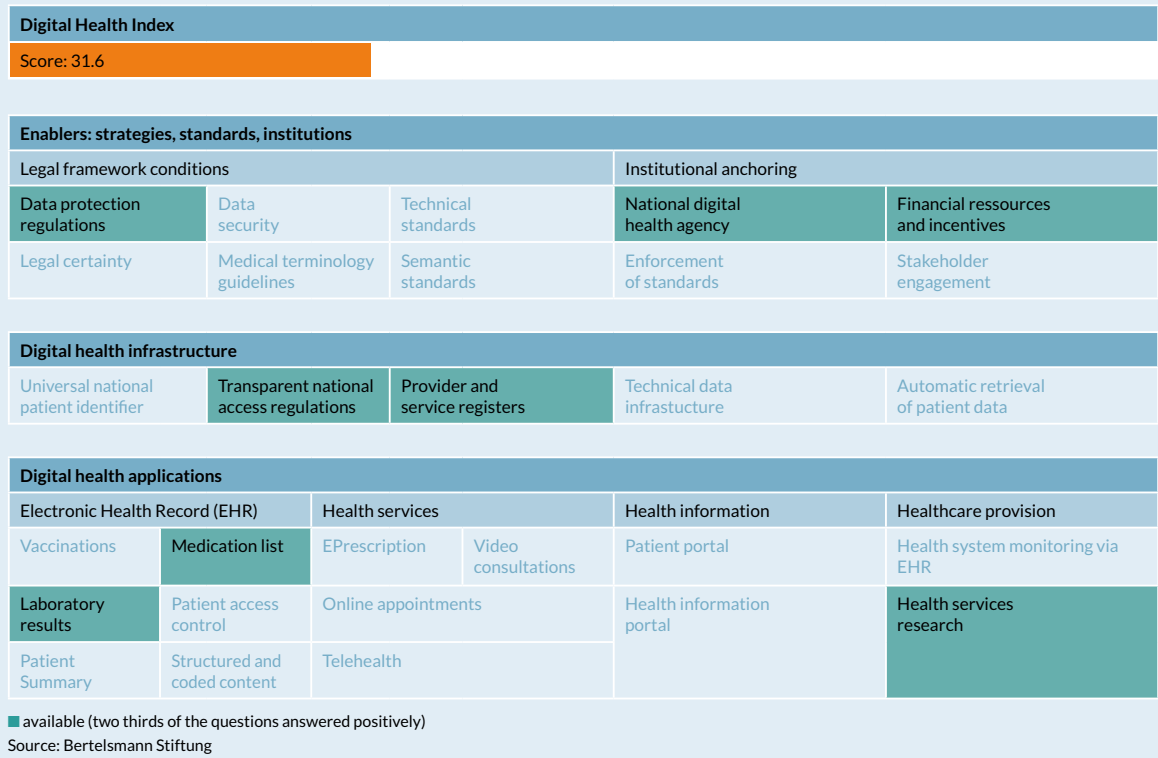 Digital Health Index
Score: 31.6
Enablers: strategies, standards, institutions
Legal framework conditions
Institutional anchoring
Data protection
regulations
Data
security
Technical
standards
National digital
health agency
Financial ressources
and incentives
Legal certainty
Medical terminology
guidelines
Semantic
standards
Enforcement
of standards
Stakeholder
engagement
Digital health infrastructure
Universal national
patient identifier
Transparent national
access regulations
Provider and
service registers
Technical data
infrastucture
Automatic retrieval
of patient data
Digital health applications
Electronic Health Record (EHR)
Health services
Health information
Healthcare provision
Vaccinations
Medication list
EPrescription
Video
consultations
Patient portal
Health system monitoring via
EHR
Laboratory
results
Patient access
control
Online appointments
Health information
portal
Health services
research
Patient
Summary
Structured and
coded content
Telehealth
available (two thirds of the questions answered positively)
Source: Bertelsmann Stiftung